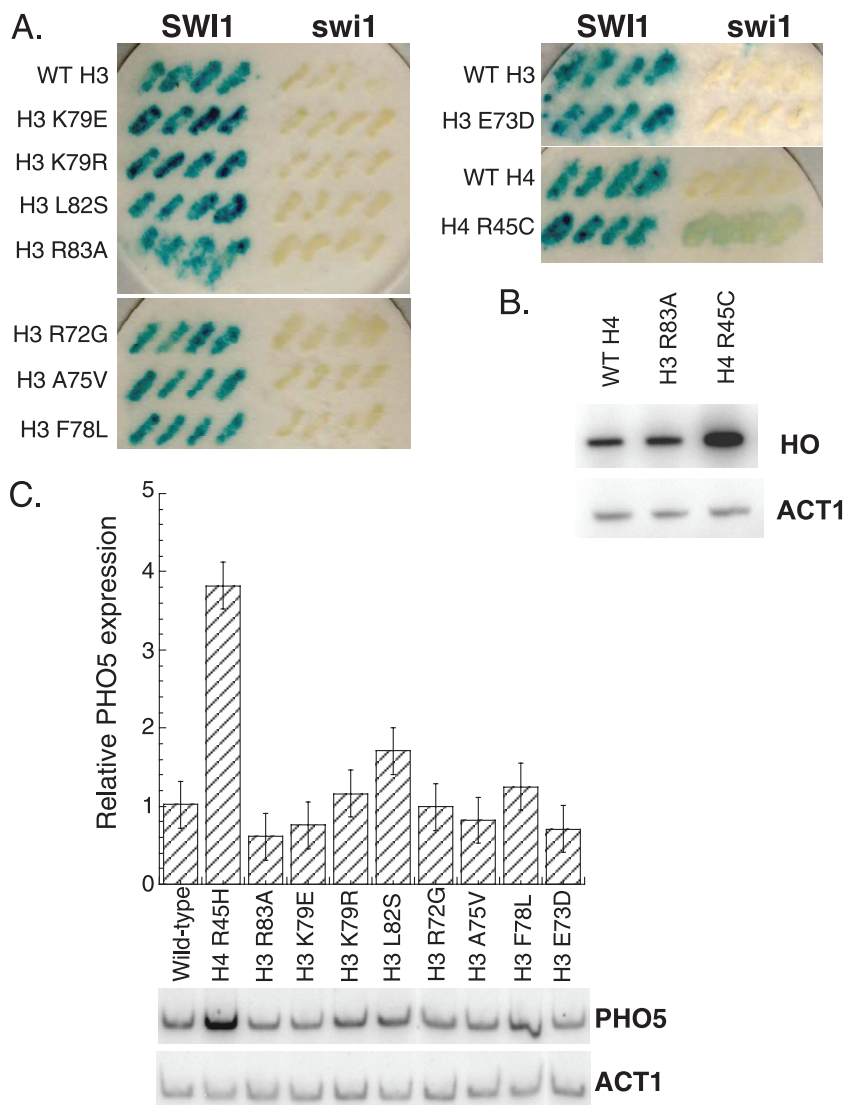 A.
SWI1 swi1
WT H3
H3 K79E
H3 K79R
H3 L82S
H3 R83A
H3 R72G
H3 A75V
H3 F78L
SWI1 swi1
WT H3
H3 E73D
WT H4
H4 R45C
B.
WT H4
H3 R83A
H4 R45C
HO
ACT1
C.
Relative PHO5 expression
5
4
3
2
1
0
Wild-type
H4 R45H
H3 R83A
H3 K79E
H3 K79R
H3 L82S
H3 R72G
H3 A75V
H3 F78L
H3 E73D
PHO5
ACT1